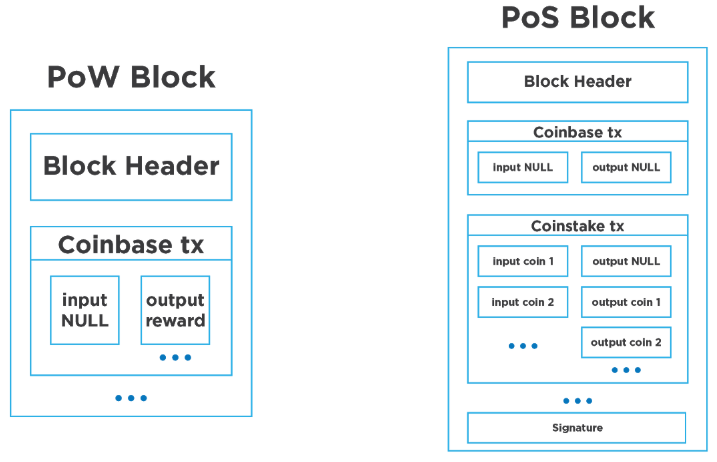 PoW Block
Block Header
Coinbase tx
input
NULL
output
reward
PoS Block
Block Header
Coinbase tx
input NULL
output NULL
Coinstake tx
input coin 1
output NULL
input coin 2
output coin 1
output coin 2
Signature